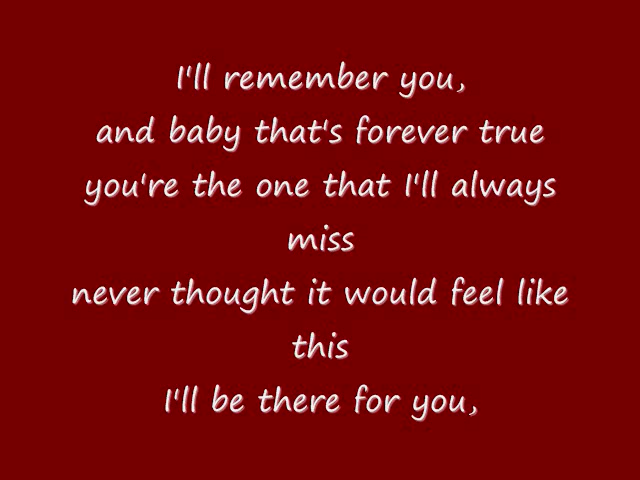 I'll remember you,
and baby that's forever true
you're the one that I'll always
miss
never thought it would feel like
this
I'll be there for you,